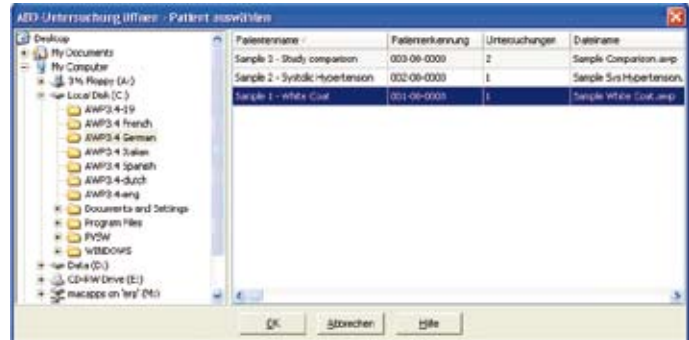 ABD-Untersuchung öffnen - Patient auswählen
Desktop
My Documents
My Computer
3½ Floppy (A:)
Local Disk (C:)
AWP3.4-19
AWP3.4 French
AWP3.4 German
AWP3.4 Italian
AWP3.4 Spanish
AWP3.4-dutch
AWP3.4-eng
Documents and Settings
Program Files
PVSW
WINDOWS
Data (D:)
CD-RW Drive (E:)
macapps on 'ers' (M:)
Patientenname Patientenkennung Untersuchungen Dateiname
Sample 3 - Study comparison 003-00-0000 2 Sample Comparison.awp
Sample 2 - Systolic Hypertension 002-00-0000 1 Sample Sys Hypertension.
Sample 1 - White Coat 001-00-0000 1 Sample White Coat.awp
OK Abbrechen Hilfe